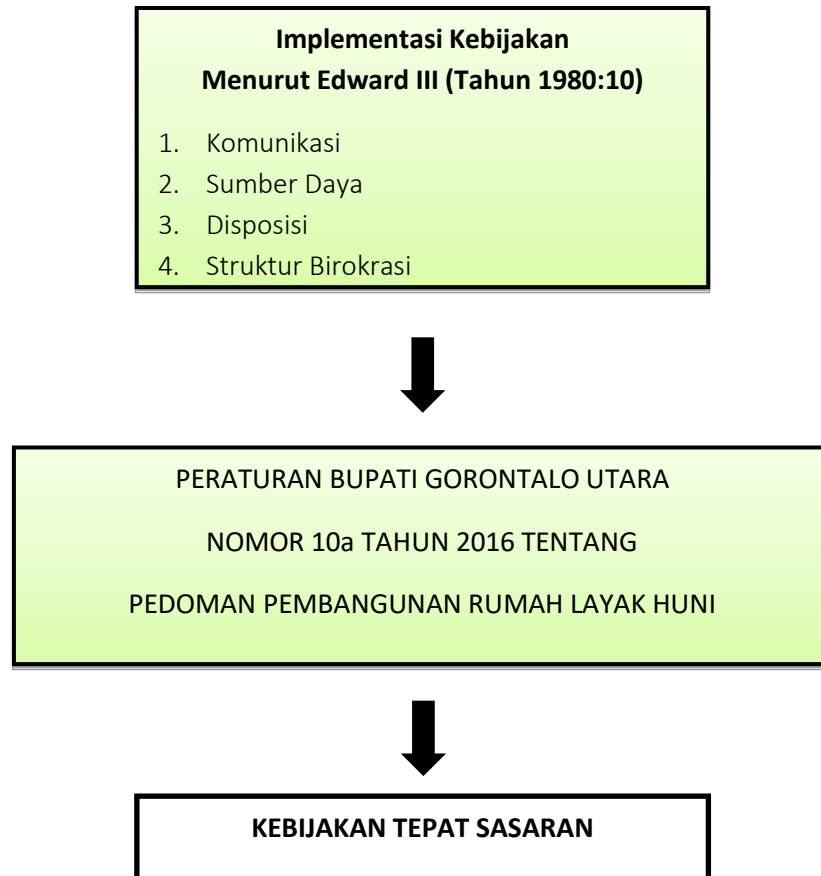 Implementasi Kebijakan
Menurut Edward III (Tahun 1980:10)
1. Komunikasi
2. Sumber Daya
3. Disposisi
4. Struktur Birokrasi
PERATURAN BUPATI GORONTALO UTARA
NOMOR 10a TAHUN 2016 TENTANG
PEDOMAN PEMBANGUNAN RUMAH LAYAK HUNI
KEBIJAKAN TEPAT SASARAN